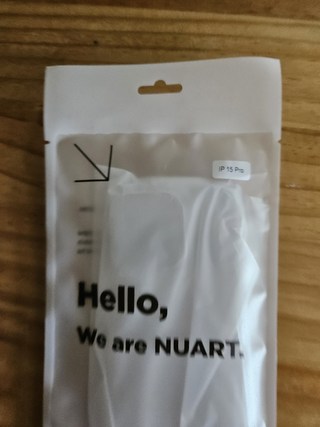 IP 15 Pro
Hello,
We are NUART.